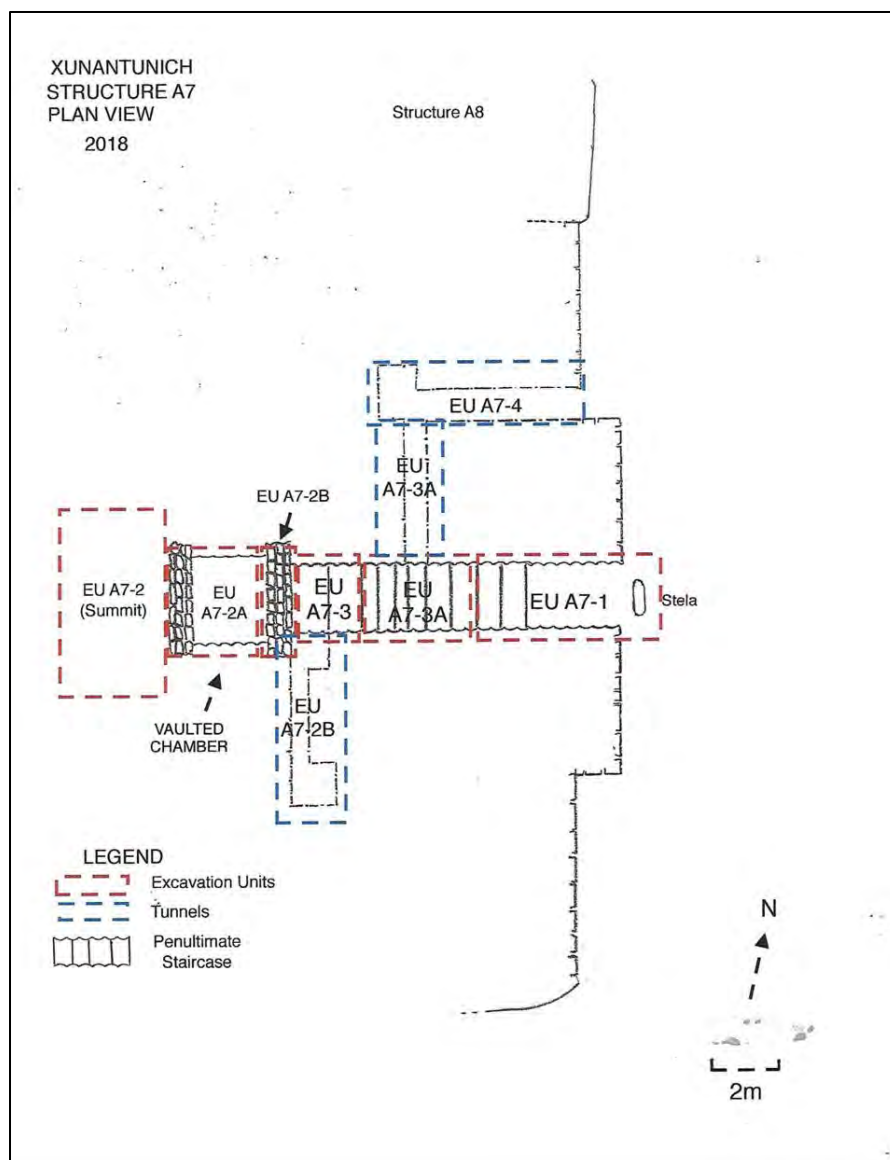 XUNANTUNICH
STRUCTURE A7
PLAN VIEW
2018
Structure A8
EU A7-4
EU
A7-3A
EU A7-2B
EU A7-2
(Summit)
EU
A7-2A
EU
A7-3
EU
A7-3A
EU A7-1
Stela
VAULTED
CHAMBER
EU
A7-2B
LEGEND
Excavation Units
Tunnels
Penultimate
Staircase
N
2m